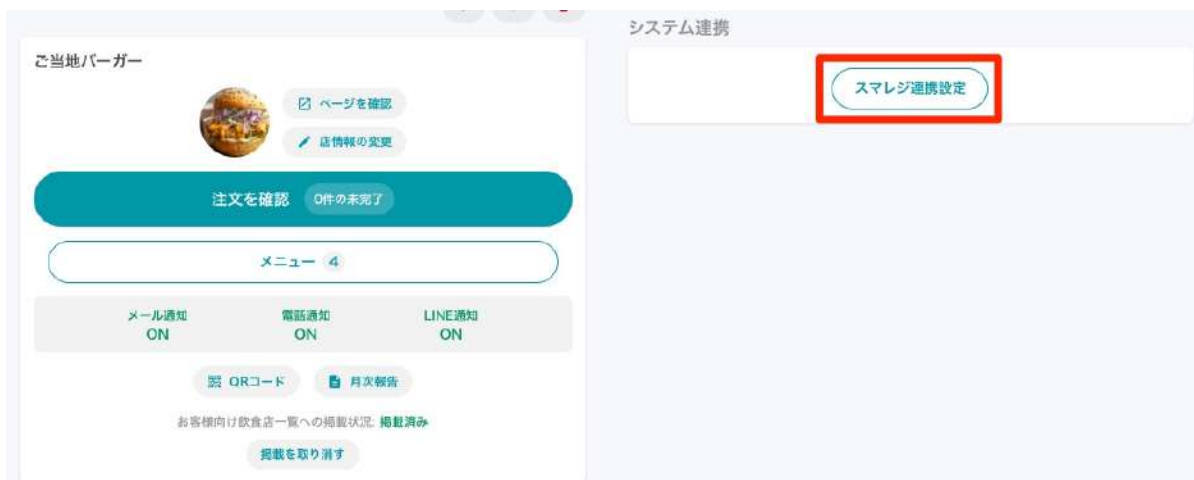 ご当地バーガー
ページを確認
店情報の変更
注文を確認 0件の未完了
メニュー 4
メール通知 電話通知 LINE通知
ON ON ON
QRコード 月次報告
お客様向け飲食店一覧への掲載状況: 掲載済み
掲載を取り消す
システム連携
スマレジ連携設定